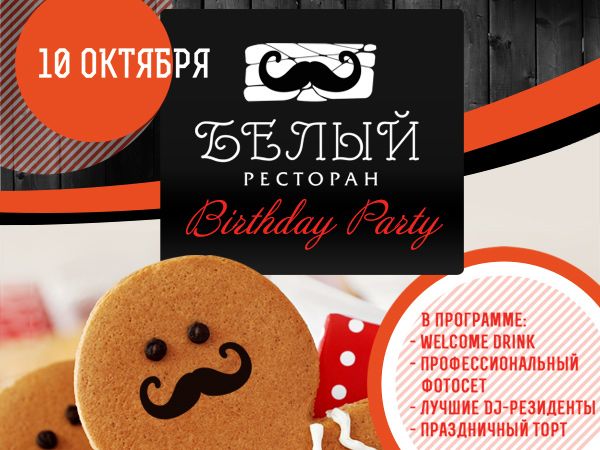 10 ОКТЯБРЯ
БЕЛЫЙ
РЕСТОРАН
Birthday Party
В ПРОГРАММЕ:
- WELCOME DRINK
- ПРОФЕССИОНАЛЬНЫЙ
ФОТОСЕТ
- ЛУЧШИЕ DJ-РЕЗИДЕНТЫ
- ПРАЗДНИЧНЫЙ ТОРТ